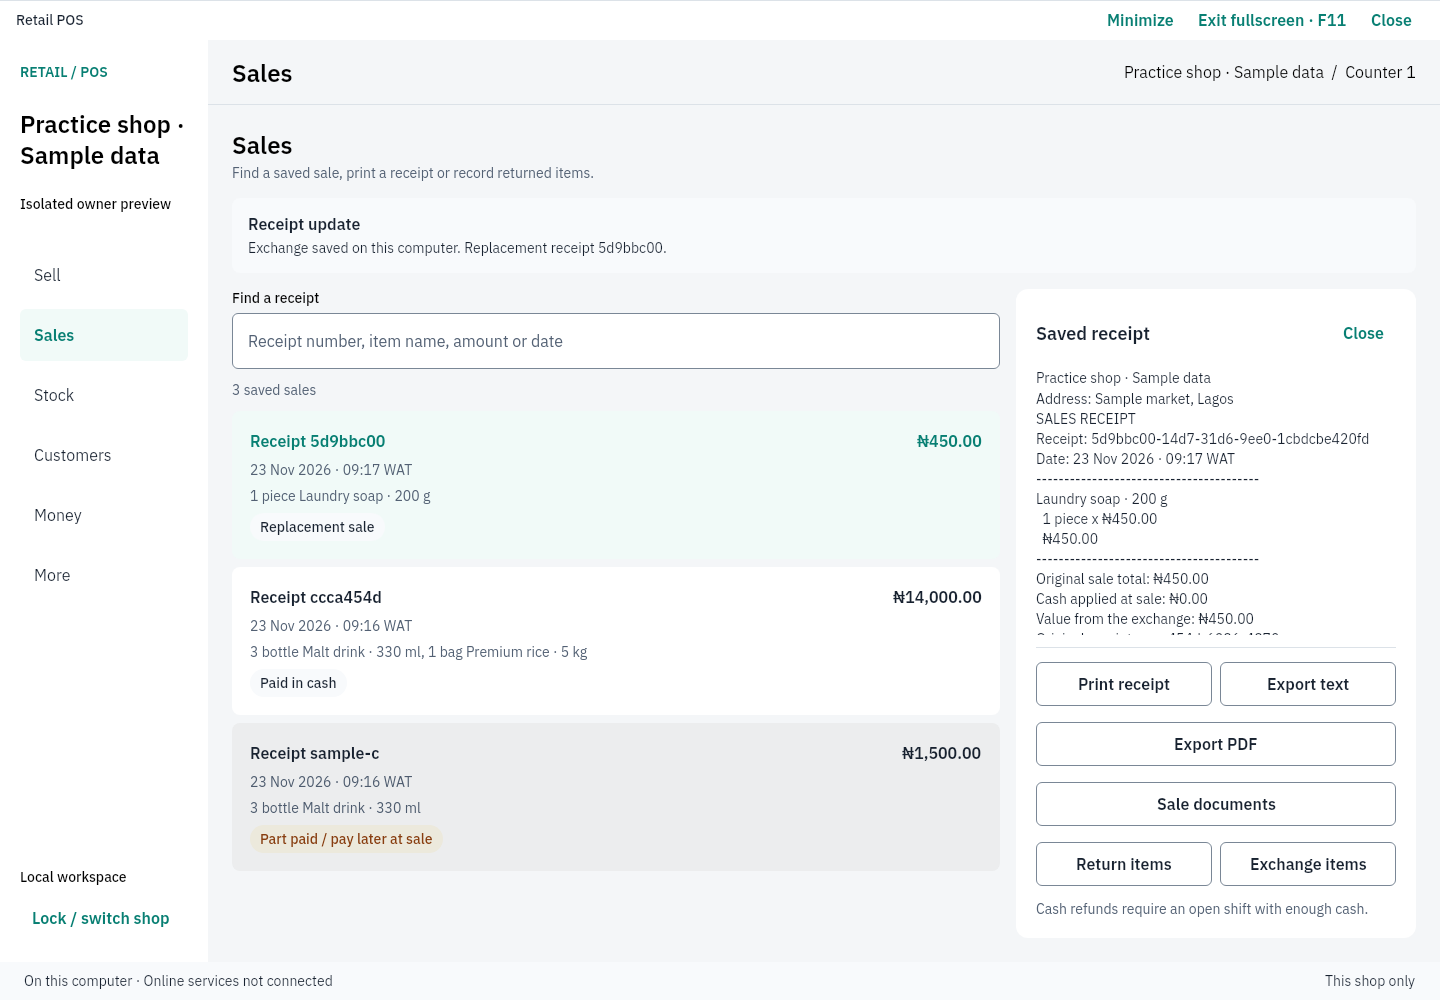 Retail POS
Minimize
Exit fullscreen · F11
Close
RETAIL / POS
Practice shop ·
Sample data
Isolated owner preview
Sell
Sales
Stock
Customers
Money
More
Local workspace
Lock / switch shop
Sales
Practice shop · Sample data / Counter 1
Sales
Find a saved sale, print a receipt or record returned items.
Receipt update
Exchange saved on this computer. Replacement receipt 5d9bbc00.
Find a receipt
Receipt number, item name, amount or date
3 saved sales
Receipt 5d9bbc00
₦450.00
23 Nov 2026 · 09:17 WAT
1 piece Laundry soap · 200 g
Replacement sale
Receipt ccca454d
₦14,000.00
23 Nov 2026 · 09:16 WAT
3 bottle Malt drink · 330 ml, 1 bag Premium rice · 5 kg
Paid in cash
Receipt sample-c
₦1,500.00
23 Nov 2026 · 09:16 WAT
3 bottle Malt drink · 330 ml
Part paid / pay later at sale
Saved receipt
Close
Practice shop · Sample data
Address: Sample market, Lagos
SALES RECEIPT
Receipt: 5d9bbc00-14d7-31d6-9ee0-1cbdcbe420fd
Date: 23 Nov 2026 · 09:17 WAT
----------------------------------------
Laundry soap · 200 g
1 piece x ₦450.00
₦450.00
----------------------------------------
Original sale total: ₦450.00
Cash applied at sale: ₦0.00
Value from the exchange: ₦450.00
Print receipt
Export text
Export PDF
Sale documents
Return items
Exchange items
Cash refunds require an open shift with enough cash.
On this computer · Online services not connected
This shop only